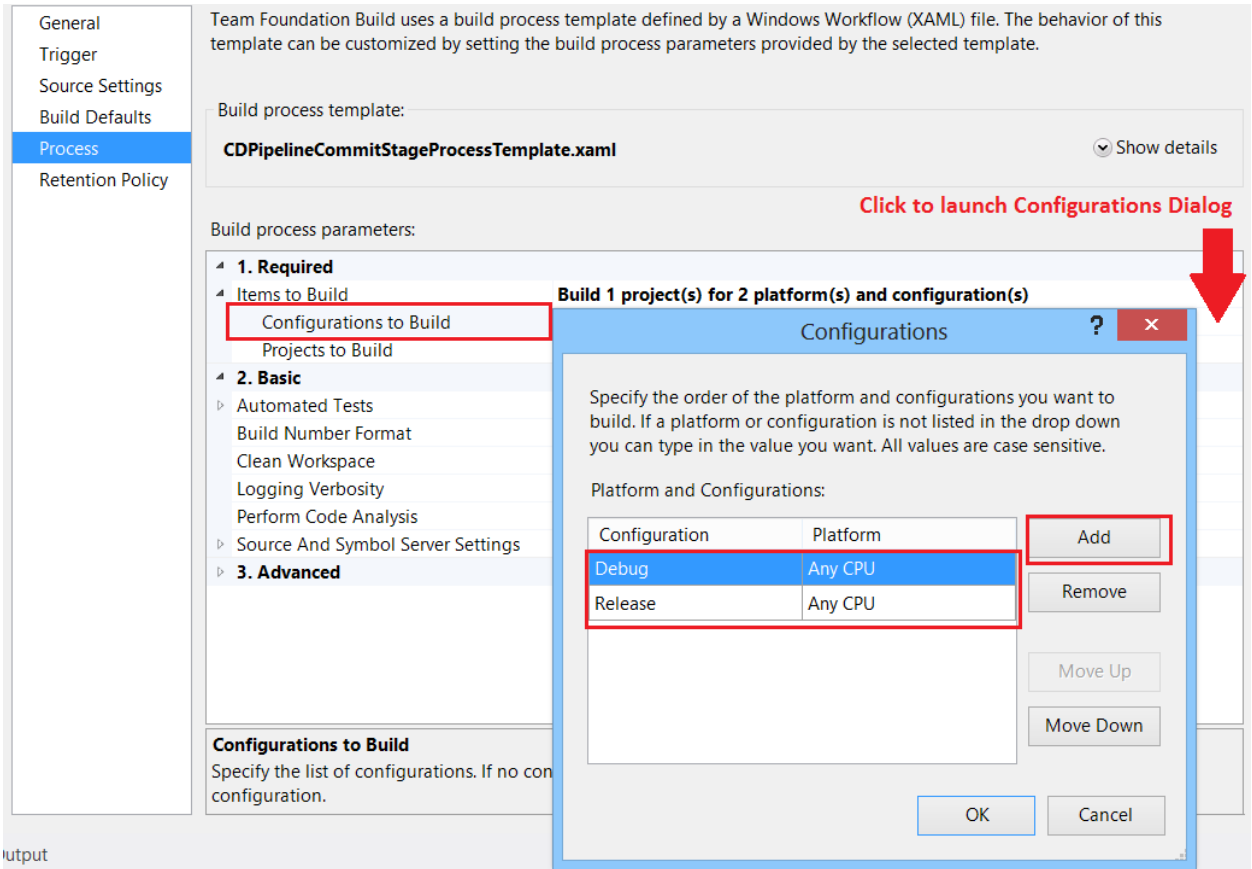 General
Trigger
Source Settings
Build Defaults
Process
Retention Policy
Team Foundation Build uses a build process template defined by a Windows Workflow (XAML) file. The behavior of this
template can be customized by setting the build process parameters provided by the selected template.
Build process template:
CDPipelineCommitStageProcessTemplate.xaml
Show details
Click to launch Configurations Dialog
Build process parameters:
1. Required
Items to Build
Build 1 project(s) for 2 platform(s) and configuration(s)
Configurations to Build
Projects to Build
2. Basic
Automated Tests
Build Number Format
Clean Workspace
Logging Verbosity
Perform Code Analysis
Source And Symbol Server Settings
3. Advanced
Configurations to Build
Specify the list of configurations. If no con
configuration.
Configurations
?
x
Specify the order of the platform and configurations you want to
build. If a platform or configuration is not listed in the drop down
you can type in the value you want. All values are case sensitive.
Platform and Configurations:
Configuration Platform
Debug Any CPU
Release Any CPU
Add
Remove
Move Up
Move Down
OK
Cancel
utput